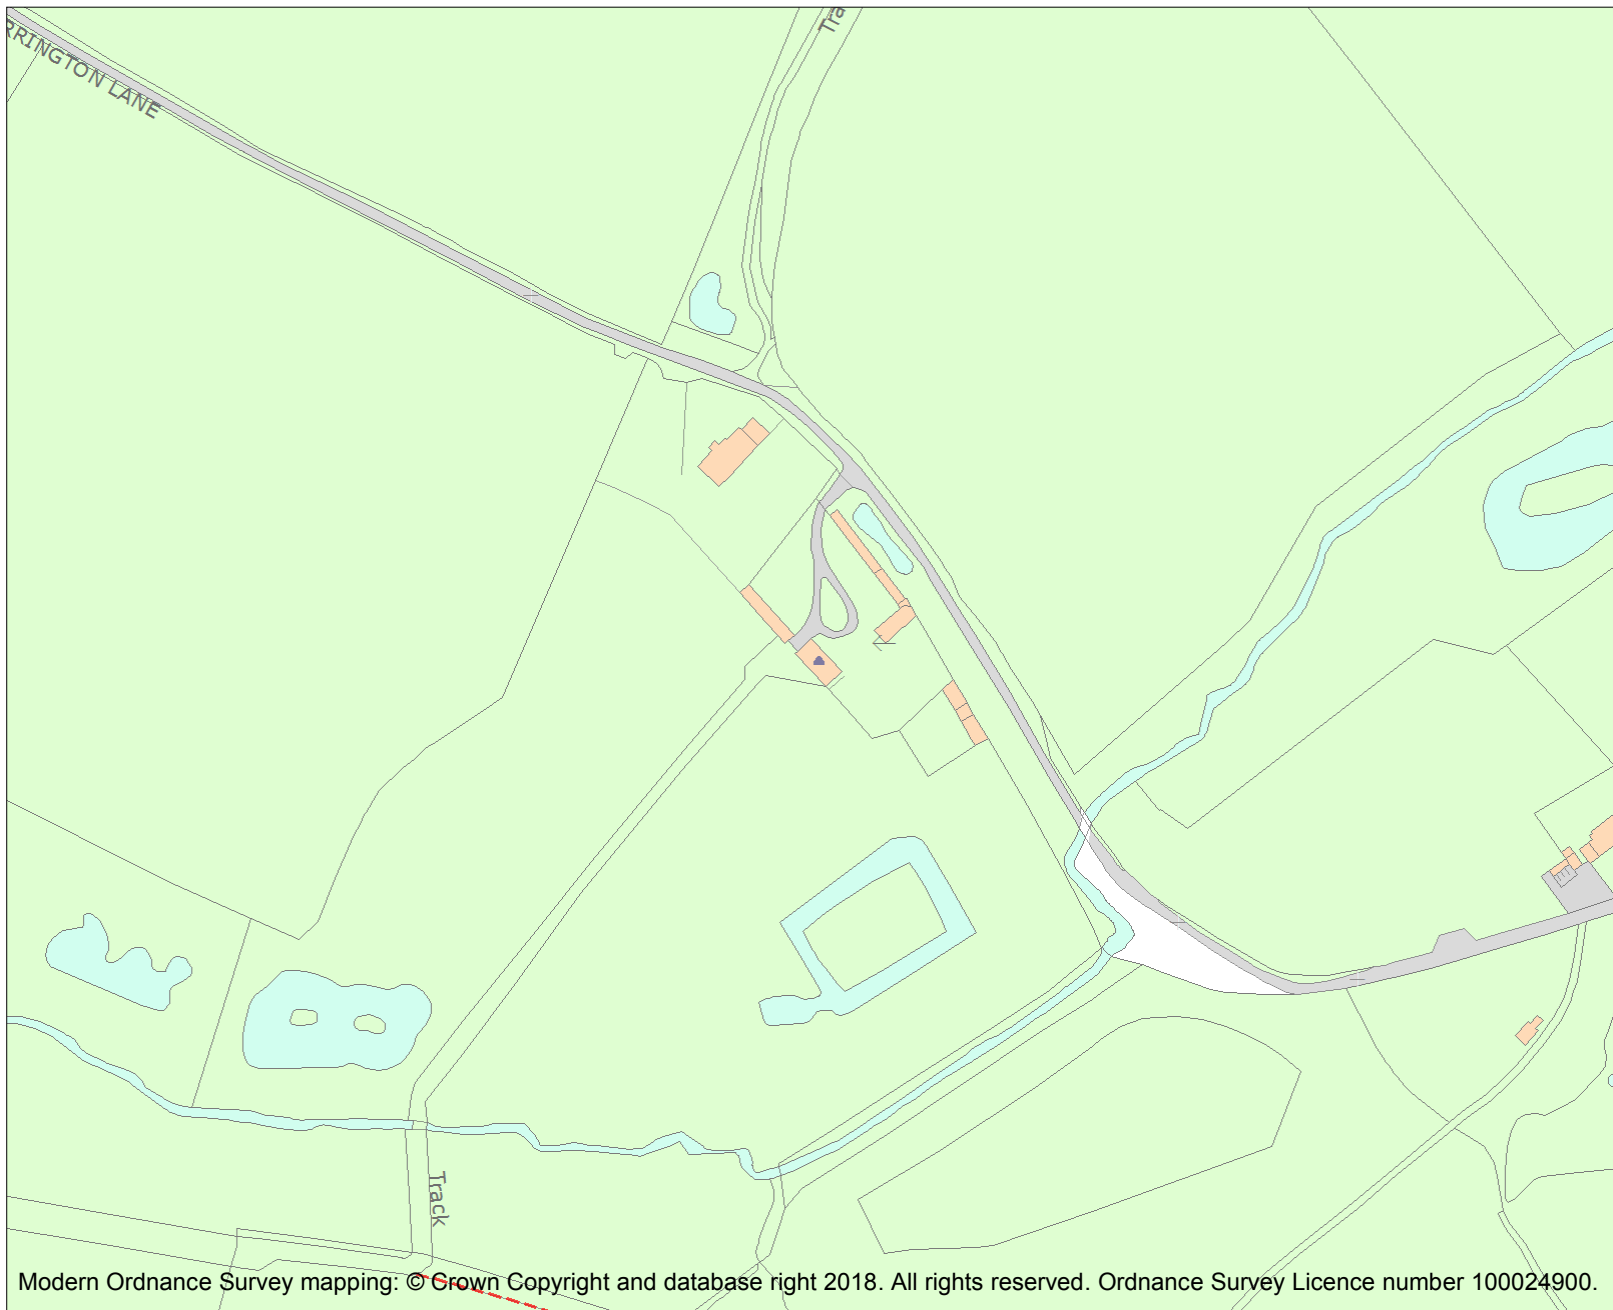 RRINGTON LANE
Tra
Track
Modern Ordnance Survey mapping: © Crown Copyright and database right 2018. All rights reserved. Ordnance Survey Licence number 100024900.